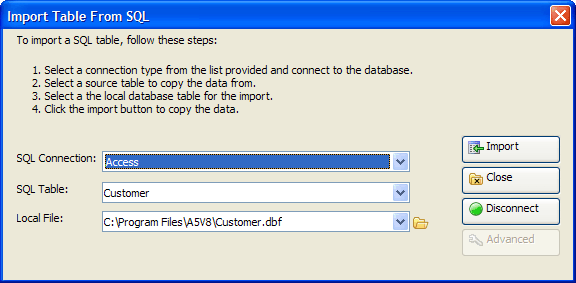 Import Table From SQL
To import a SQL table, follow these steps:
1. Select a connection type from the list provided and connect to the database.
2. Select a source table to copy the data from.
3. Select a the local database table for the import.
4. Click the import button to copy the data.
SQL Connection: Access
SQL Table: Customer
Local File: C:\Program Files\A5V8\Customer.dbf
Import
Close
Disconnect
Advanced